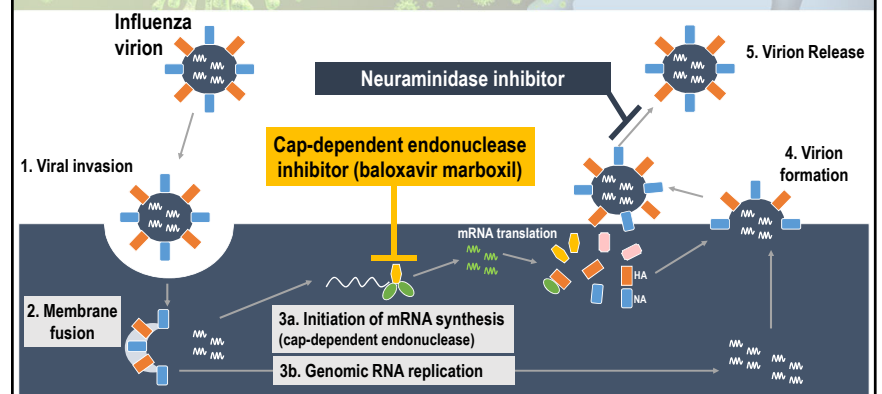 Influenza
virion
5. Virion Release
Neuraminidase inhibitor
Cap-dependent endonuclease
inhibitor (baloxavir marboxil)
1. Viral invasion
4. Virion
formation
mRNA translation
HA
NA
2. Membrane
fusion
3a. Initiation of mRNA synthesis
(cap-dependent endonuclease)
3b. Genomic RNA replication